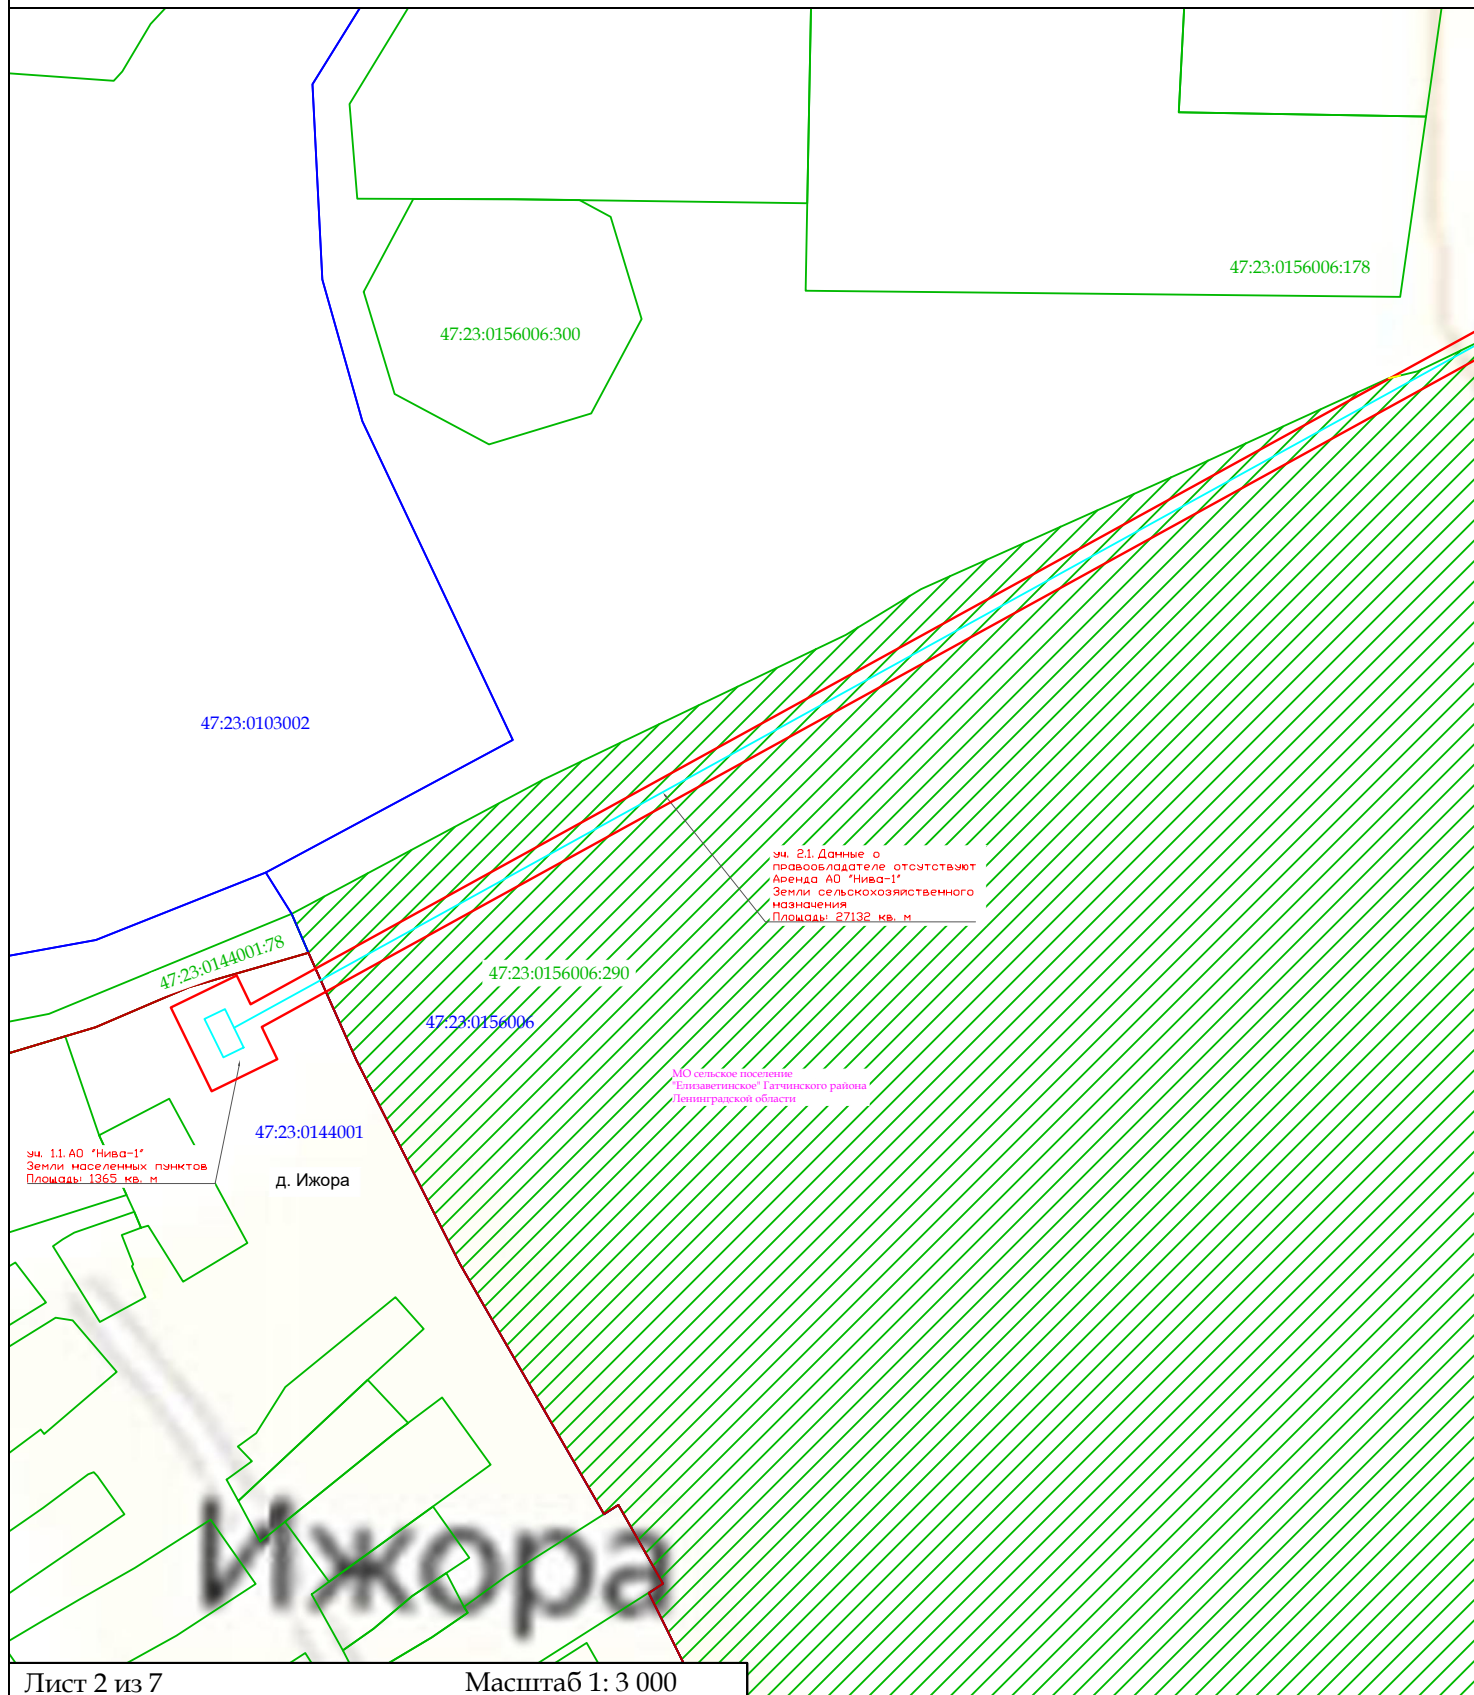 47:23:0156006:178
47:23:0156006:300
47:23:0103002
уч. 2.1. Данные о
правообладателе отсутствуют
Аренда АО "Нива-1"
Земли сельскохозяйственного
назначения
Площадь: 27132 кв. м
47:23:0144001:78
47:23:0156006:290
47:23:0156006
МО сельское поселение
"Елизаветинское" Гатчинского района
Ленинградской области
47:23:0144001
уч. 1.1. АО "Нива-1"
Земли населенных пунктов
Площадь: 1365 кв. м
д. Ижора
Ижора
Лист 2 из 7
Масштаб 1: 3 000